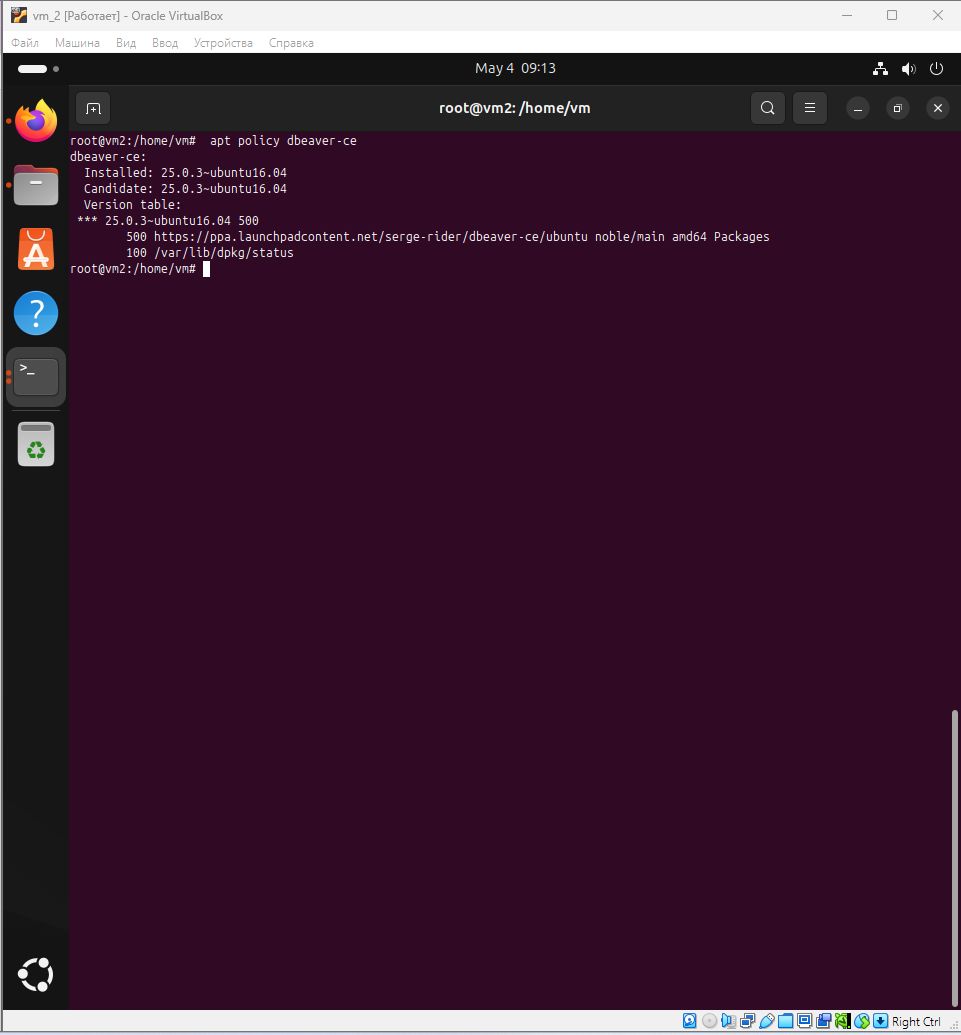 vm_2 [Работает] - Oracle VirtualBox
Файл Машина Вид Ввод Устройства Справка
May 4 09:13
root@vm2: /home/vm
root@vm2:/home/vm#  apt policy dbeaver-ce
dbeaver-ce:
  Installed: 25.0.3~ubuntu16.04
  Candidate: 25.0.3~ubuntu16.04
  Version table:
 *** 25.0.3~ubuntu16.04 500
        500 https://ppa.launchpadcontent.net/serge-rider/dbeaver-ce/ubuntu noble/main amd64 Packages
        100 /var/lib/dpkg/status
root@vm2:/home/vm#
Right Ctrl